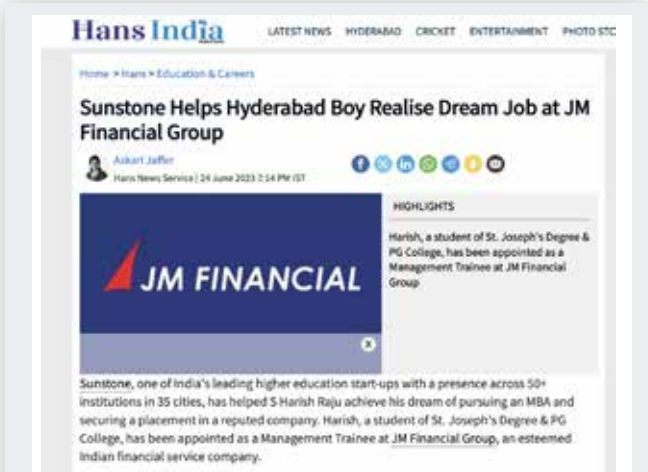 Hans India
LATEST NEWS HYDERABAD CRICKET ENTERTAINMENT PHOTO STC
Home > Hans > Education & Careers
Sunstone Helps Hyderabad Boy Realise Dream Job at JM
Financial Group
Askari Jaffer
Hans News Service | 24 June 2023 7:14 PM IST
JM FINANCIAL
HIGHLIGHTS
Harish, a student of St. Joseph's Degree &
PG College, has been appointed as a
Management Trainee at JM Financial
Group
Sunstone, one of India's leading higher education start-ups with a presence across 50+
institutions in 35 cities, has helped S Harish Raju achieve his dream of pursuing an MBA and
securing a placement in a reputed company. Harish, a student of St. Joseph's Degree & PG
College, has been appointed as a Management Trainee at JM Financial Group, an esteemed
Indian financial service company.